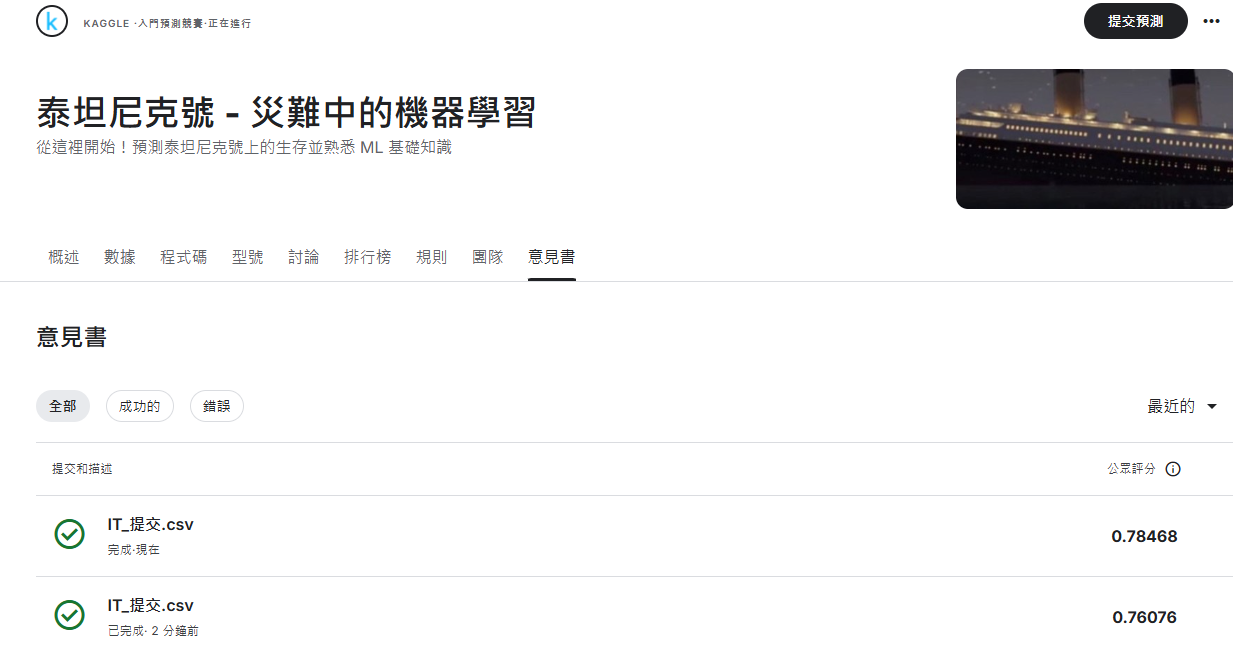 KAGGLE ·入門預測競賽·正在進行
提交預測
泰坦尼克號 - 災難中的機器學習
從這裡開始！預測泰坦尼克號上的生存並熟悉 ML 基礎知識
概述 數據 程式碼 型號 討論 排行榜 規則 團隊 意見書
意見書
全部 成功的 錯誤
最近的
提交和描述
公眾評分
IT_提交.csv
完成·現在
0.78468
IT_提交.csv
已完成· 2 分鐘前
0.76076